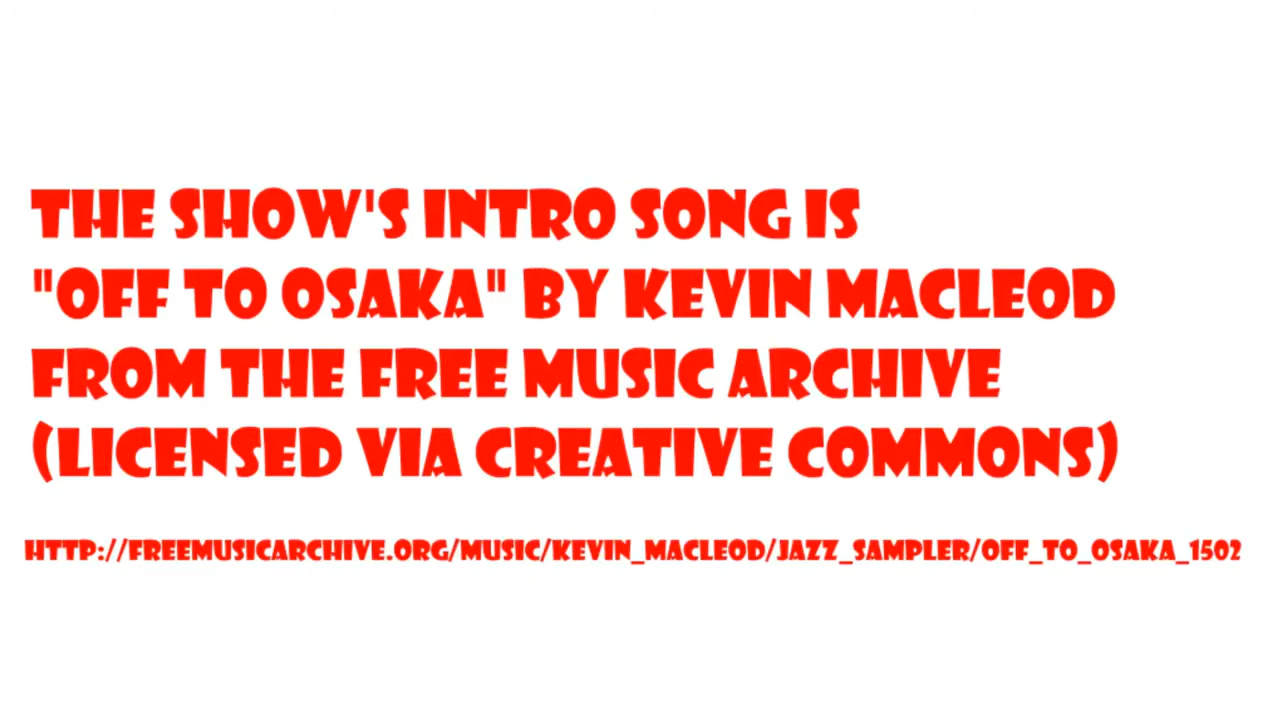 THE SHOW'S INTRO SONG IS
"OFF TO OSAKA" BY KEVIN MACLEOD
FROM THE FREE MUSIC ARCHIVE
(LICENSED VIA CREATIVE COMMONS)
HTTP://FREEMUSICARCHIVE.ORG/MUSIC/KEVIN_MACLEOD/JAZZ_SAMPLER/OFF_TO_OSAKA_1502